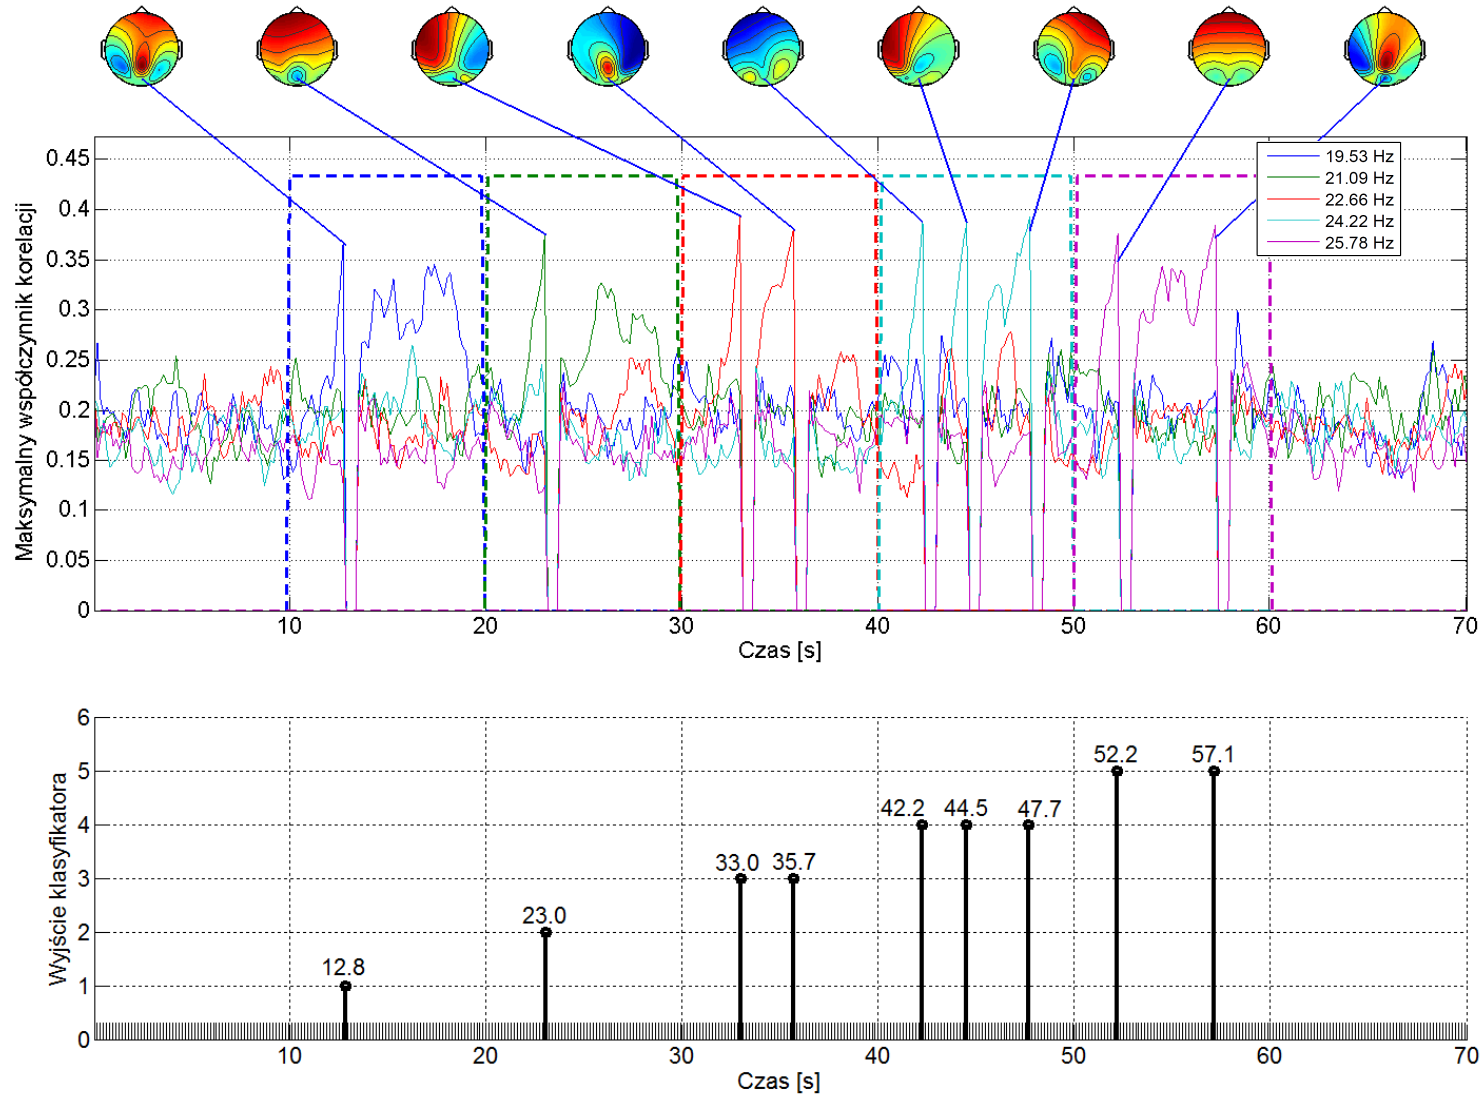 Maksymalny współczynnik korelacji
0.45
0.4
0.35
0.3
0.25
0.2
0.15
0.1
0.05
0
19.53 Hz
21.09 Hz
22.66 Hz
24.22 Hz
25.78 Hz
10 20 30 40 50 60 70
Czas [s]
Wyjście klasyfikatora
6
5
4
3
2
1
0
12.8
23.0
33.0 35.7
42.2 44.5 47.7
52.2 57.1
10 20 30 40 50 60 70
Czas [s]